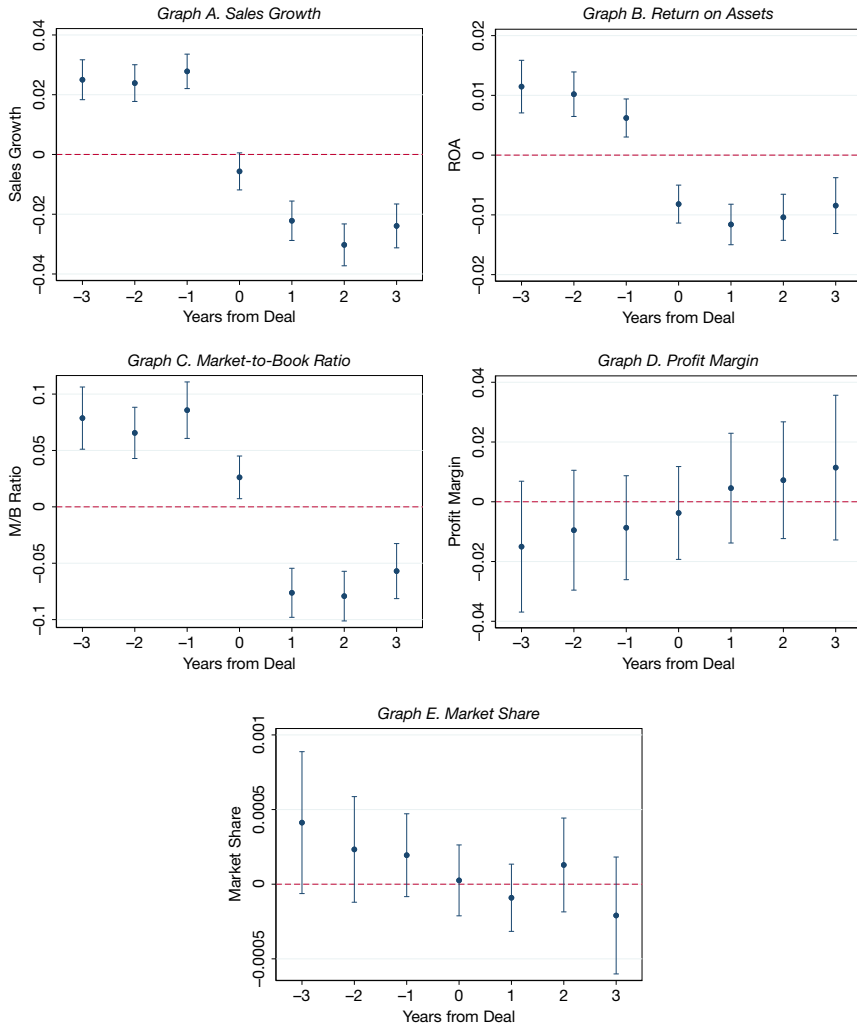 Graph A. Sales Growth
Sales Growth
0.04
0.02
0
−0.02
−0.04
−3 −2 −1 0 1 2 3
Years from Deal
Graph B. Return on Assets
ROA
0.02
0.01
0
−0.01
−0.02
−3 −2 −1 0 1 2 3
Years from Deal
Graph C. Market-to-Book Ratio
M/B Ratio
0.1
0.05
0
−0.05
−0.1
−3 −2 −1 0 1 2 3
Years from Deal
Graph D. Profit Margin
Profit Margin
0.04
0.02
0
−0.02
−0.04
−3 −2 −1 0 1 2 3
Years from Deal
Graph E. Market Share
Market Share
0.001
0.0005
0
−0.0005
−3 −2 −1 0 1 2 3
Years from Deal